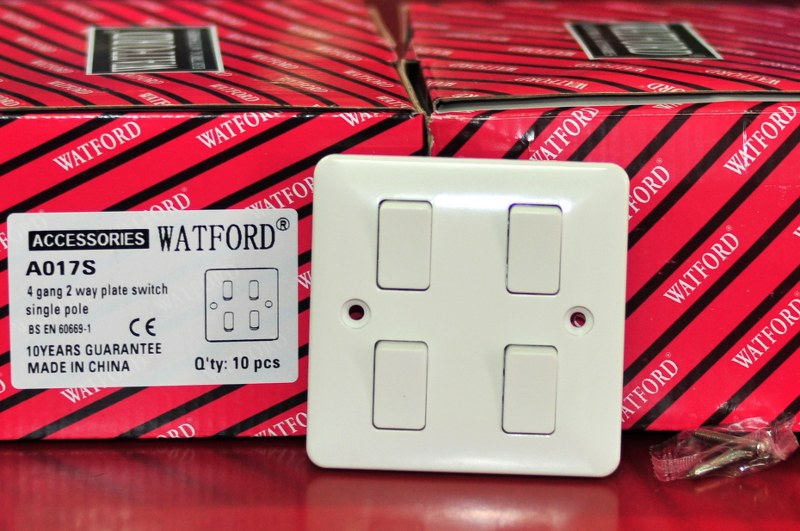 ACCESSORIES WATFORD®
A017S
4 gang 2 way plate switch
single pole
BS EN 60669-1 CE
10YEARS GUARANTEE
MADE IN CHINA
Q'ty: 10 pcs
WATFORD
WATFORD
WATFORD
WATFORD
WATFORD
WATFORD
WATFORD